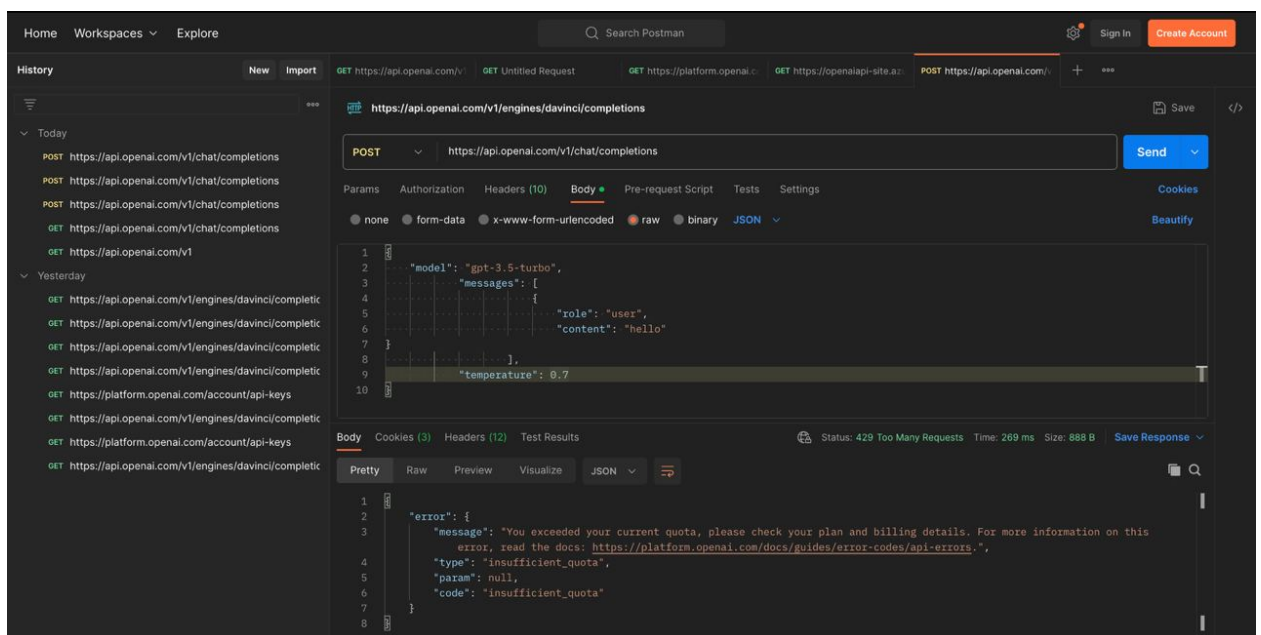 Home Workspaces Explore Search Postman Sign In Create Account
History New Import
GET https://api.openai.com/v1 GET Untitled Request GET https://platform.openai.c GET https://openaiapi-site.az POST https://api.openai.com/v
https://api.openai.com/v1/engines/davinci/completions Save
Today
POST https://api.openai.com/v1/chat/completions
POST https://api.openai.com/v1/chat/completions
POST https://api.openai.com/v1/chat/completions
GET https://api.openai.com/v1/chat/completions
GET https://api.openai.com/v1
Yesterday
GET https://api.openai.com/v1/engines/davinci/completic
GET https://api.openai.com/v1/engines/davinci/completic
GET https://api.openai.com/v1/engines/davinci/completic
GET https://api.openai.com/v1/engines/davinci/completic
GET https://platform.openai.com/account/api-keys
GET https://api.openai.com/v1/engines/davinci/completic
GET https://platform.openai.com/account/api-keys
GET https://api.openai.com/v1/engines/davinci/completic
POST https://api.openai.com/v1/chat/completions Send
Params Authorization Headers (10) Body Pre-request Script Tests Settings Cookies
none form-data x-www-form-urlencoded raw binary JSON Beautify
1 {
2 "model": "gpt-3.5-turbo",
3 "messages": [
4 {
5 "role": "user",
6 "content": "hello"
7 }
8 ],
9 "temperature": 0.7
10 }
Body Cookies (3) Headers (12) Test Results Status: 429 Too Many Requests Time: 269 ms Size: 888 B Save Response
Pretty Raw Preview Visualize JSON
1 {
2 "error": {
3 "message": "You exceeded your current quota, please check your plan and billing details. For more information on this
error, read the docs: https://platform.openai.com/docs/guides/error-codes/api-errors.",
4 "type": "insufficient_quota",
5 "param": null,
6 "code": "insufficient_quota"
7 }
8 }